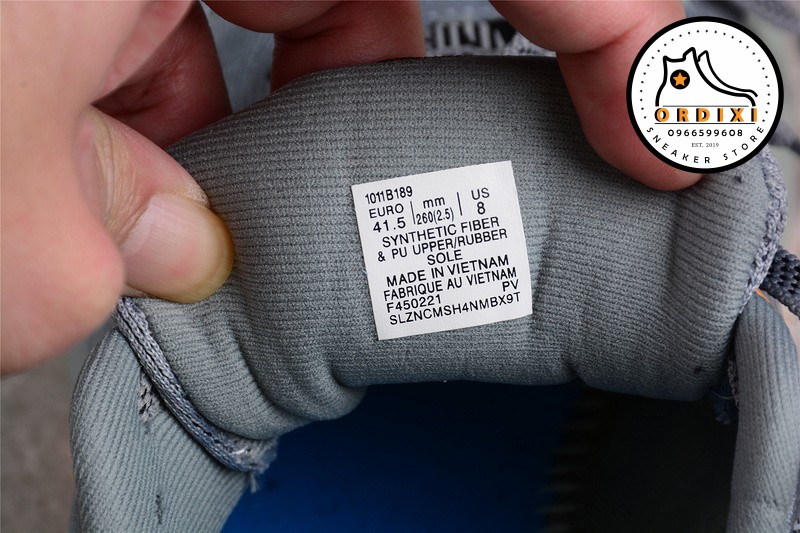 ORDIXI
0966599608
EST. 2019
SNEAKER STORE
1011B189
EURO | mm | US
41.5 | 260(2.5) | 8
SYNTHETIC FIBER
& PU UPPER/RUBBER
SOLE
MADE IN VIETNAM
FABRIQUE AU VIETNAM
F450221 PV
SLZNCMSH4NMBX9T